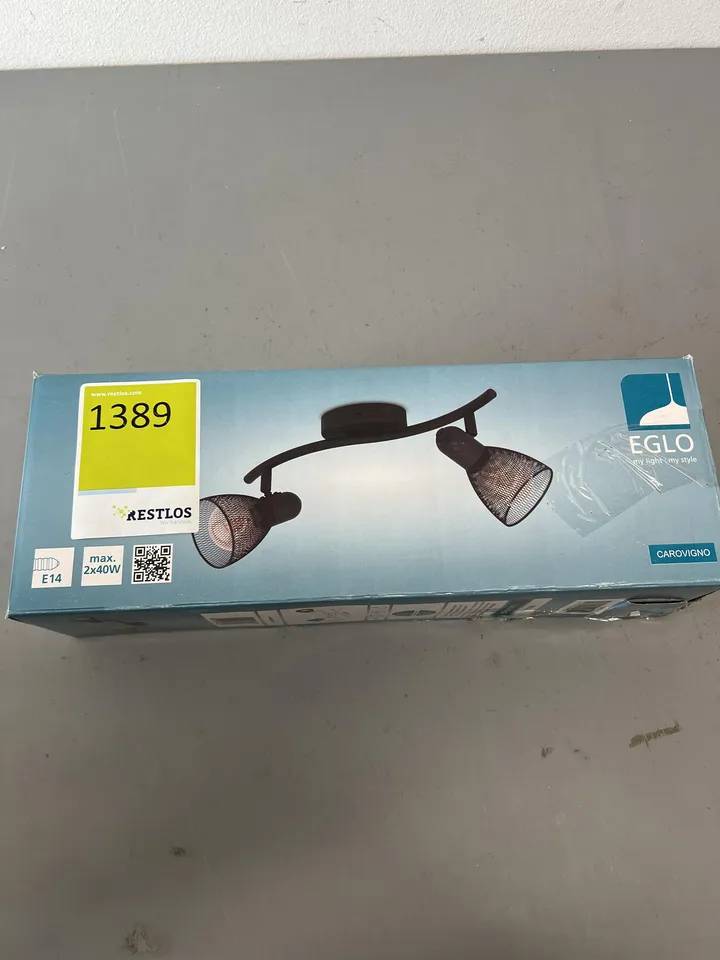 www.restlos.com
1389
RESTLOS
E14
max.
2x40W
EGLO
my light my style
CAROVIGNO